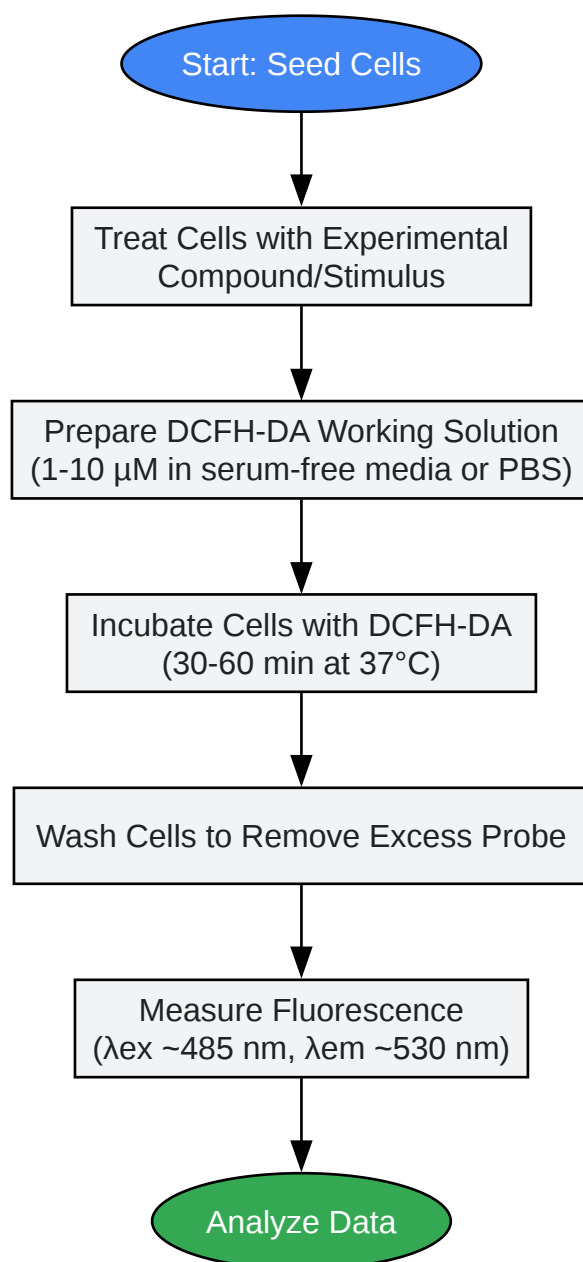 Start: Seed Cells
Treat Cells with Experimental
Compound/Stimulus
Prepare DCFH-DA Working Solution
(1-10 µM in serum-free media or PBS)
Incubate Cells with DCFH-DA
(30-60 min at 37°C)
Wash Cells to Remove Excess Probe
Measure Fluorescence
(λex ~485 nm, λem ~530 nm)
Analyze Data